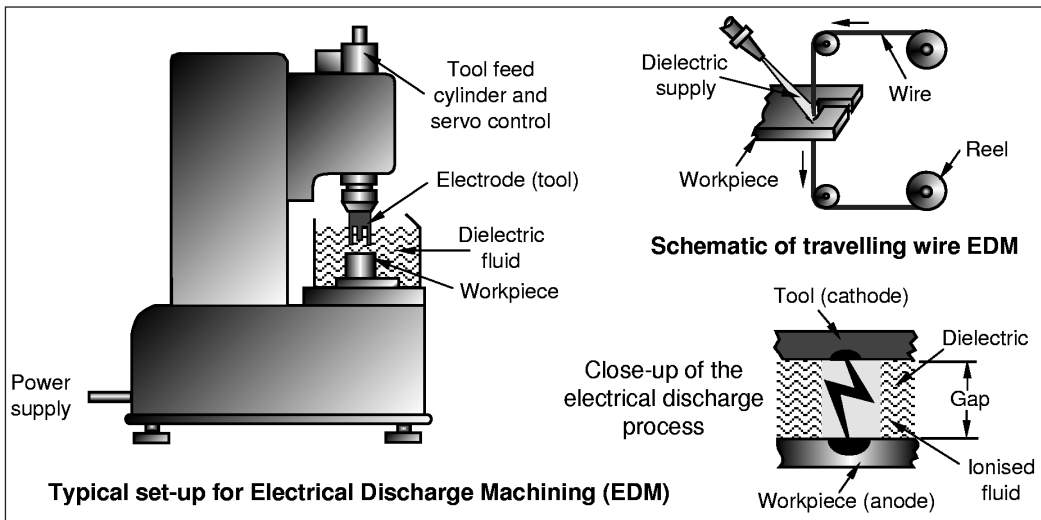 Tool feed
cylinder and
servo control
Electrode (tool)
Dielectric
fluid
Workpiece
Power
supply
Typical set-up for Electrical Discharge Machining (EDM)
Dielectric
supply
Wire
Workpiece
Reel
Schematic of travelling wire EDM
Tool (cathode)
Close-up of the
electrical discharge
process
Dielectric
Gap
Ionised
fluid
Workpiece (anode)